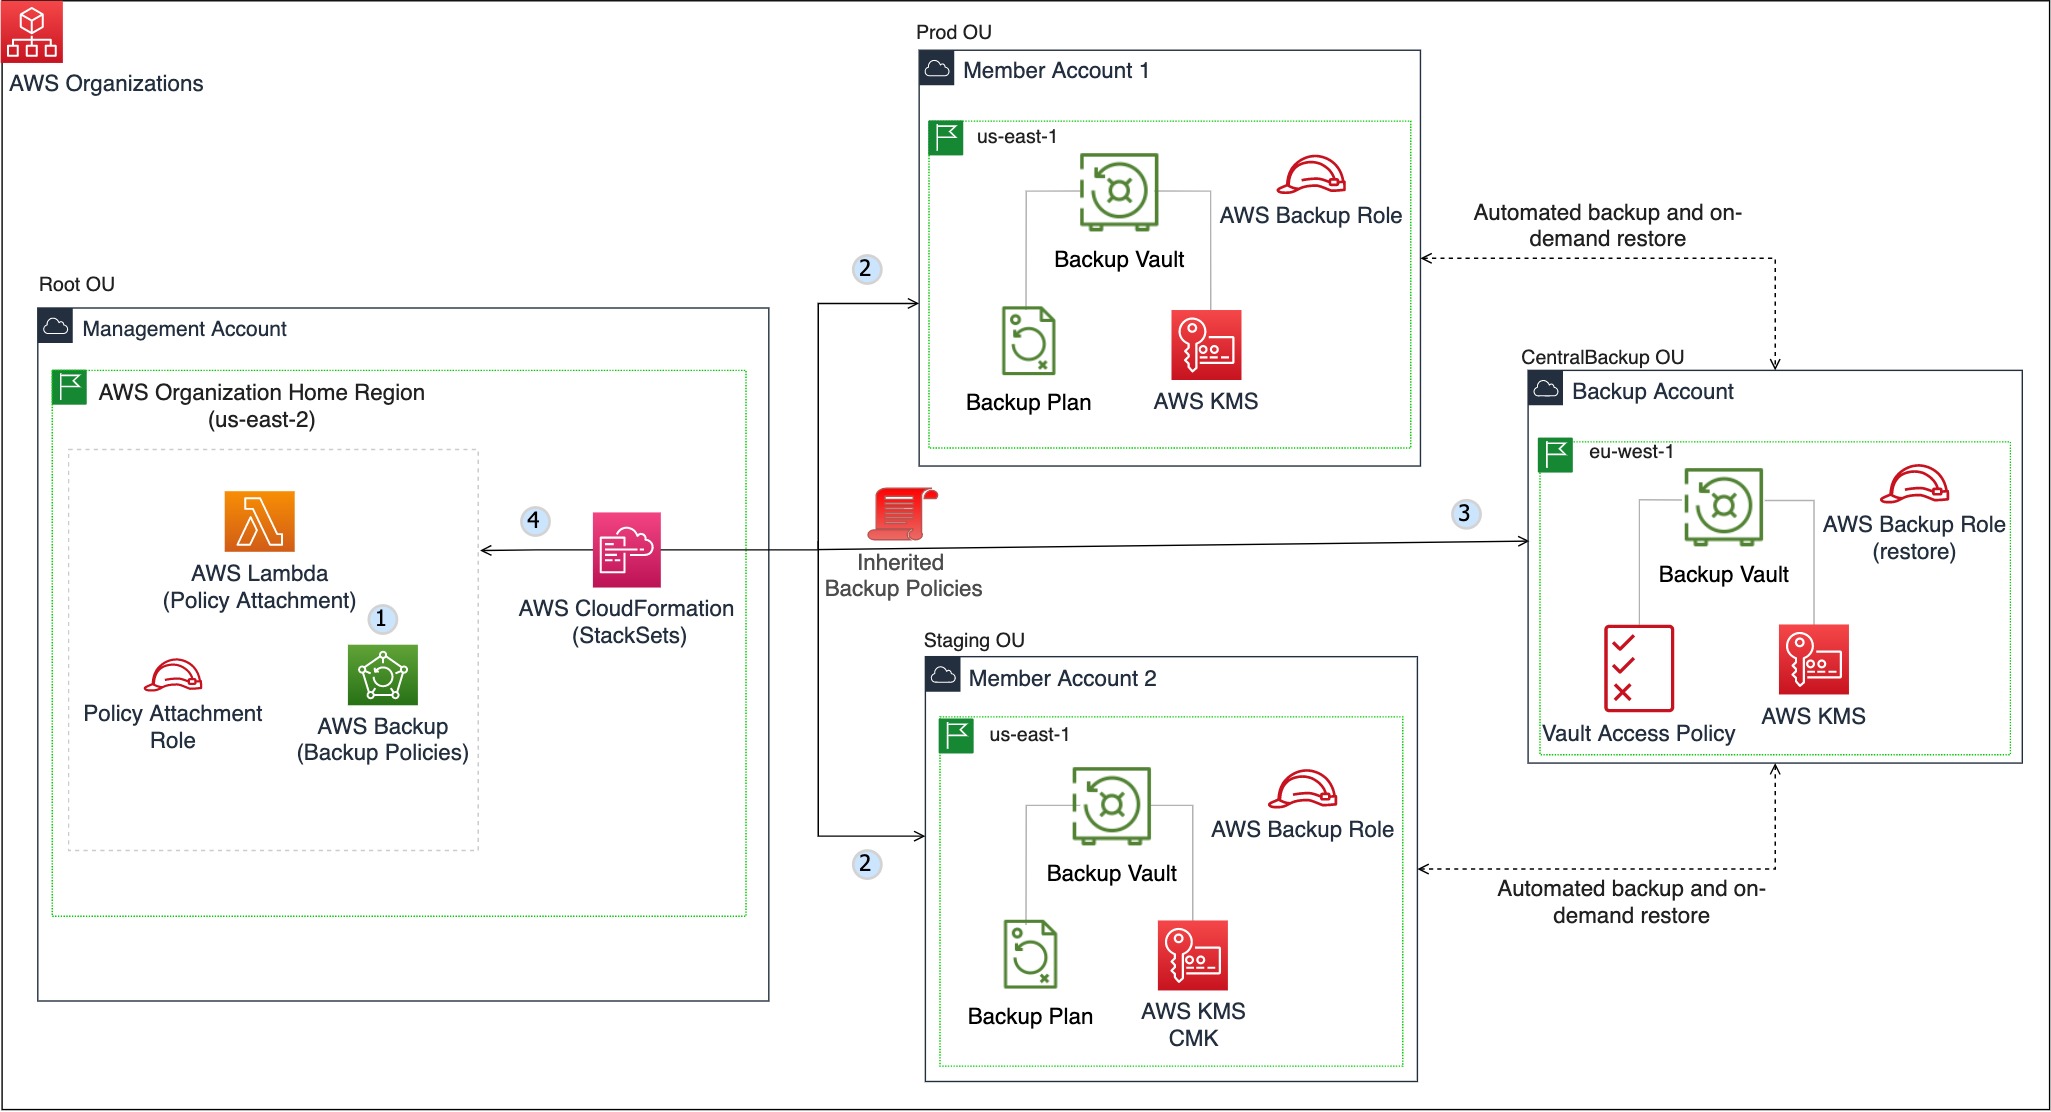 AWS Organizations
Root OU
Management Account
AWS Organization Home Region
(us-east-2)
AWS Lambda
(Policy Attachment)
1
Policy Attachment
Role
AWS Backup
(Backup Policies)
4
AWS CloudFormation
(StackSets)
Inherited
Backup Policies
2
Prod OU
Member Account 1
us-east-1
Backup Vault
AWS Backup Role
Backup Plan
AWS KMS
Automated backup and on-
demand restore
3
CentralBackup OU
Backup Account
eu-west-1
Backup Vault
AWS Backup Role
(restore)
Vault Access Policy
AWS KMS
2
Staging OU
Member Account 2
us-east-1
Backup Vault
AWS Backup Role
Backup Plan
AWS KMS
CMK
Automated backup and on-
demand restore